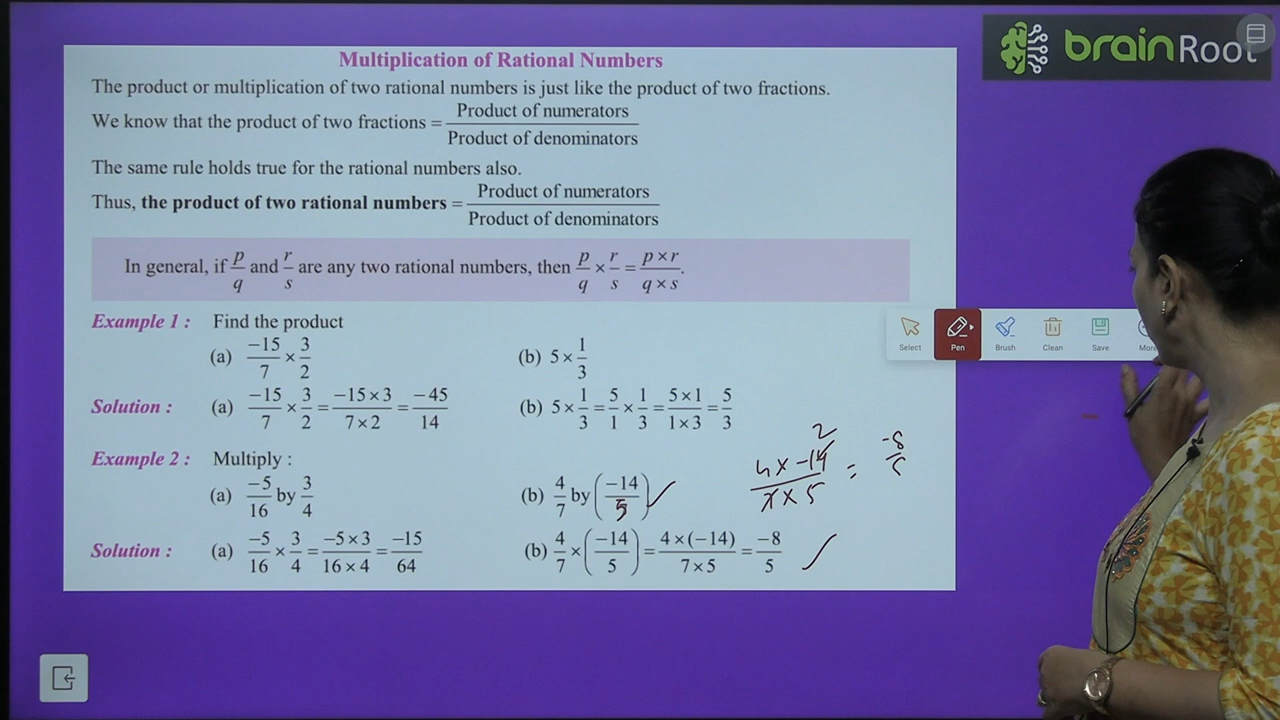 brainRoot
Multiplication of Rational Numbers
The product or multiplication of two rational numbers is just like the product of two fractions.
We know that the product of two fractions = Product of numerators / Product of denominators
The same rule holds true for the rational numbers also.
Thus, the product of two rational numbers = Product of numerators / Product of denominators
In general, if p/q and r/s are any two rational numbers, then p/q × r/s = p × r / q × s.
Example 1 : Find the product
(a) −15/7 × 3/2 (b) 5 × 1/3
Solution : (a) −15/7 × 3/2 = −15 × 3 / 7 × 2 = −45/14 (b) 5 × 1/3 = 5/1 × 1/3 = 5 × 1 / 1 × 3 = 5/3
Example 2 : Multiply :
(a) −5/16 by 3/4 (b) 4/7 by (−14/5)
4 × −14 / 7 × 5 = −8/5
2
Solution : (a) −5/16 × 3/4 = −5 × 3 / 16 × 4 = −15/64 (b) 4/7 × (−14/5) = 4 × (−14) / 7 × 5 = −8/5
Select Pen Brush Clean Save More